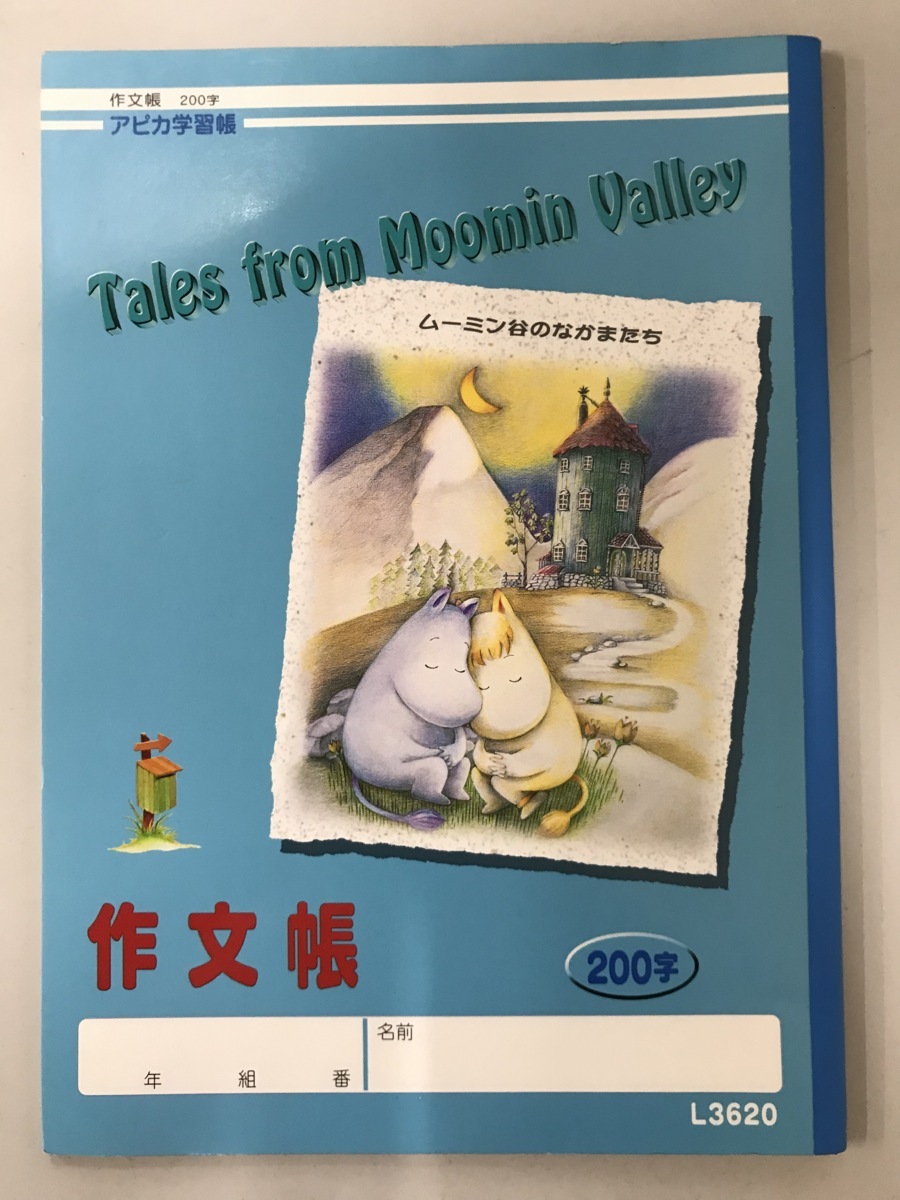 作文帳 200字
アピカ学習帳
Tales from Moomin Valley
ムーミン谷のなかまたち
作文帳
200字
年 組 番
名前
L3620